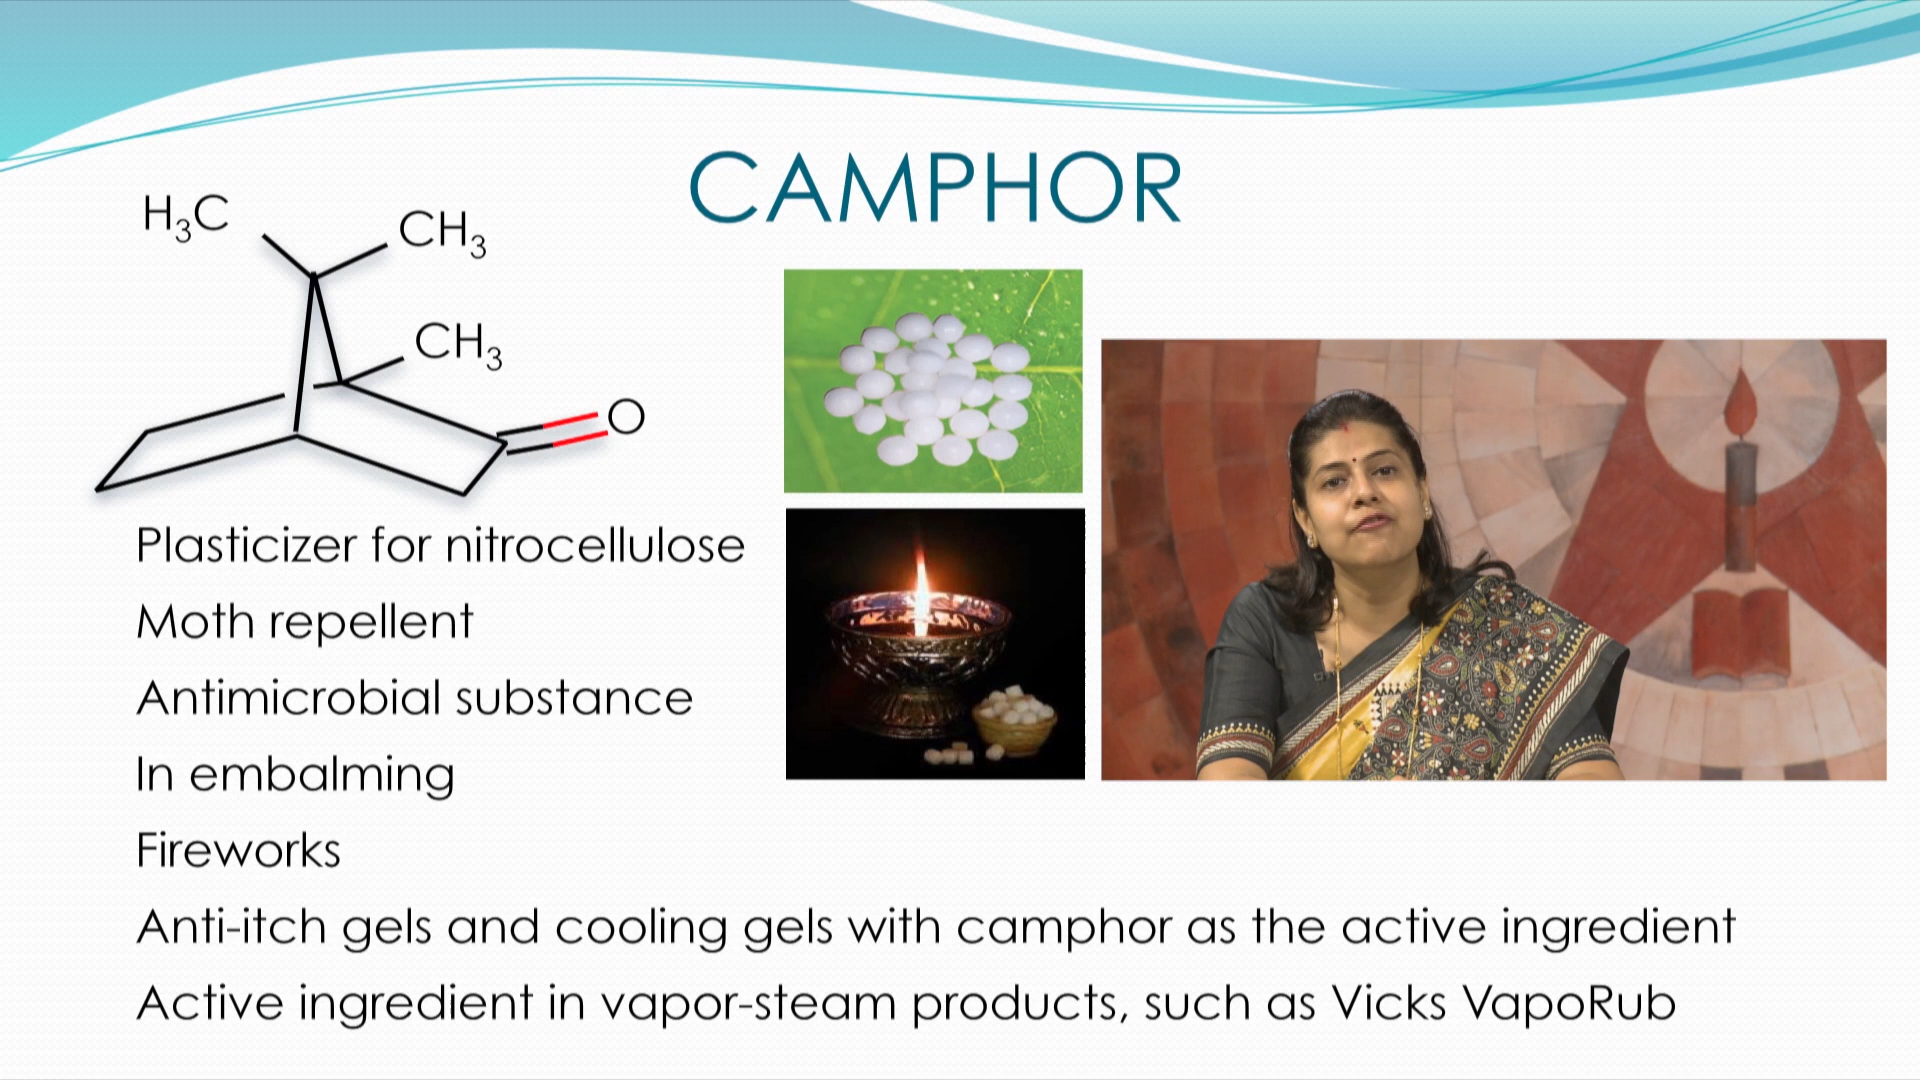 CAMPHOR
H₃C
CH₃
CH₃
O
Plasticizer for nitrocellulose
Moth repellent
Antimicrobial substance
In embalming
Fireworks
Anti-itch gels and cooling gels with camphor as the active ingredient
Active ingredient in vapor-steam products, such as Vicks VapoRub